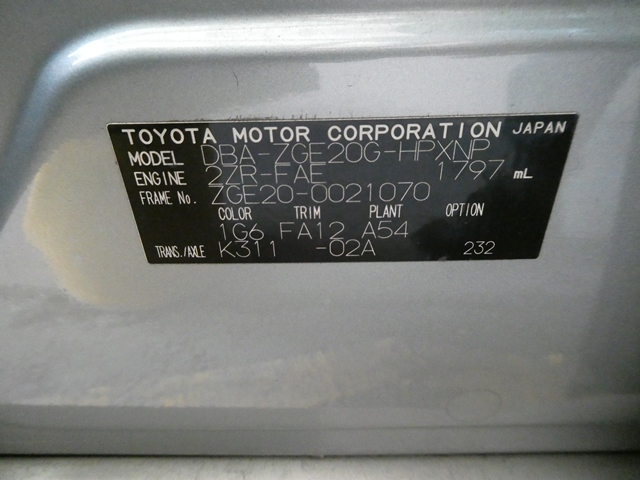 TOYOTA MOTOR CORPORATION JAPAN
MODEL DBA-ZGE20G-HPXNP
ENGINE 2ZR-FAE 1797 mL
FRAME No. ZGE20-0021070
COLOR TRIM PLANT OPTION
1G6 FA12 A54
TRANS./AXLE K311 -02A 232